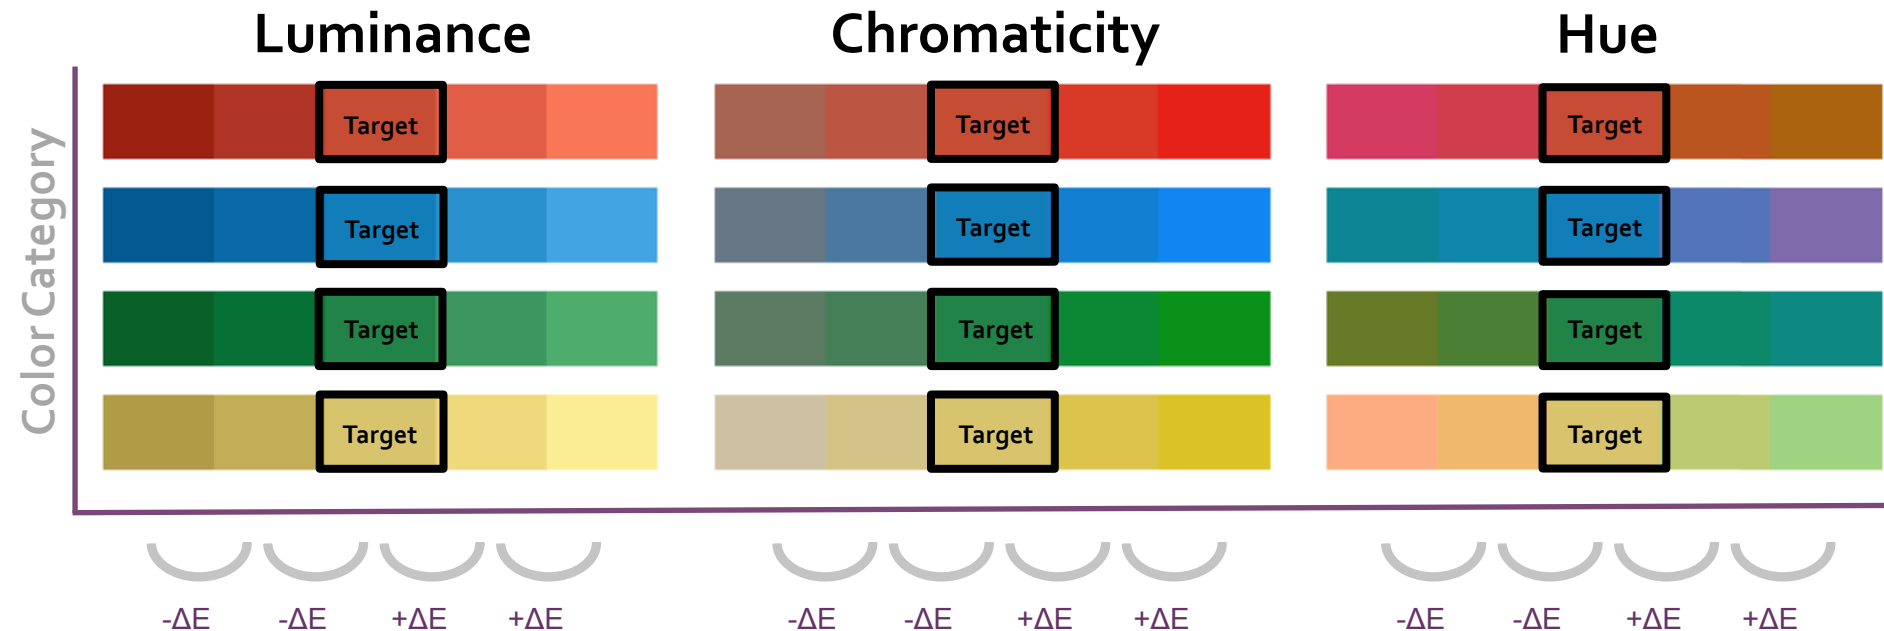 Luminance Chromaticity Hue
Color Category
Target Target Target
Target Target Target
Target Target Target
Target Target Target
-ΔE -ΔE +ΔE +ΔE -ΔE -ΔE +ΔE +ΔE -ΔE -ΔE +ΔE +ΔE